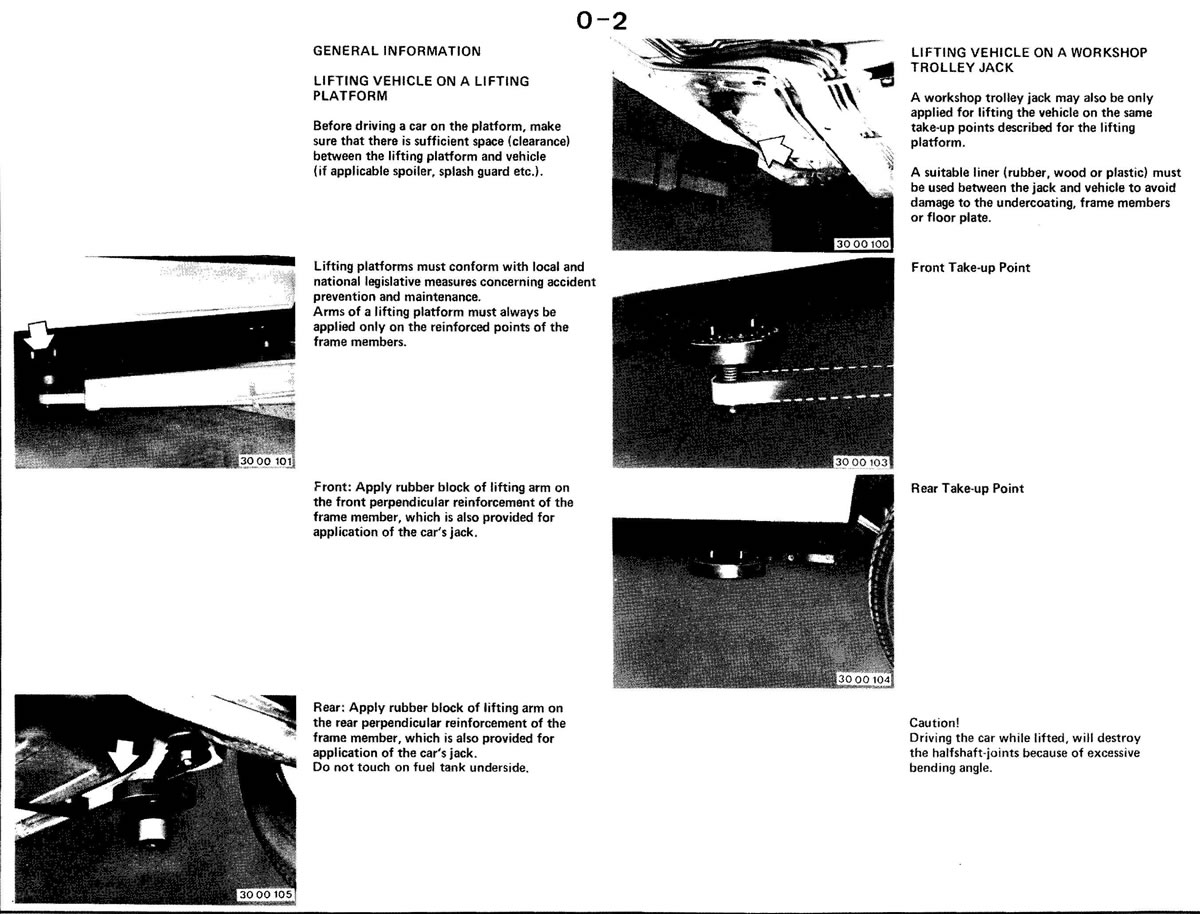 0-2
GENERAL INFORMATION
LIFTING VEHICLE ON A LIFTING
PLATFORM
Before driving a car on the platform, make
sure that there is sufficient space (clearance)
between the lifting platform and vehicle
(if applicable spoiler, splash guard etc.).
30 00 101
Lifting platforms must conform with local and
national legislative measures concerning accident
prevention and maintenance.
Arms of a lifting platform must always be
applied only on the reinforced points of the
frame members.
Front: Apply rubber block of lifting arm on
the front perpendicular reinforcement of the
frame member, which is also provided for
application of the car's jack.
30 00 105
Rear: Apply rubber block of lifting arm on
the rear perpendicular reinforcement of the
frame member, which is also provided for
application of the car's jack.
Do not touch on fuel tank underside.
30 00 100
LIFTING VEHICLE ON A WORKSHOP
TROLLEY JACK
A workshop trolley jack may also be only
applied for lifting the vehicle on the same
take-up points described for the lifting
platform.
A suitable liner (rubber, wood or plastic) must
be used between the jack and vehicle to avoid
damage to the undercoating, frame members
or floor plate.
30 00 103
Front Take-up Point
30 00 104
Rear Take-up Point
Caution!
Driving the car while lifted, will destroy
the halfshaft-joints because of excessive
bending angle.